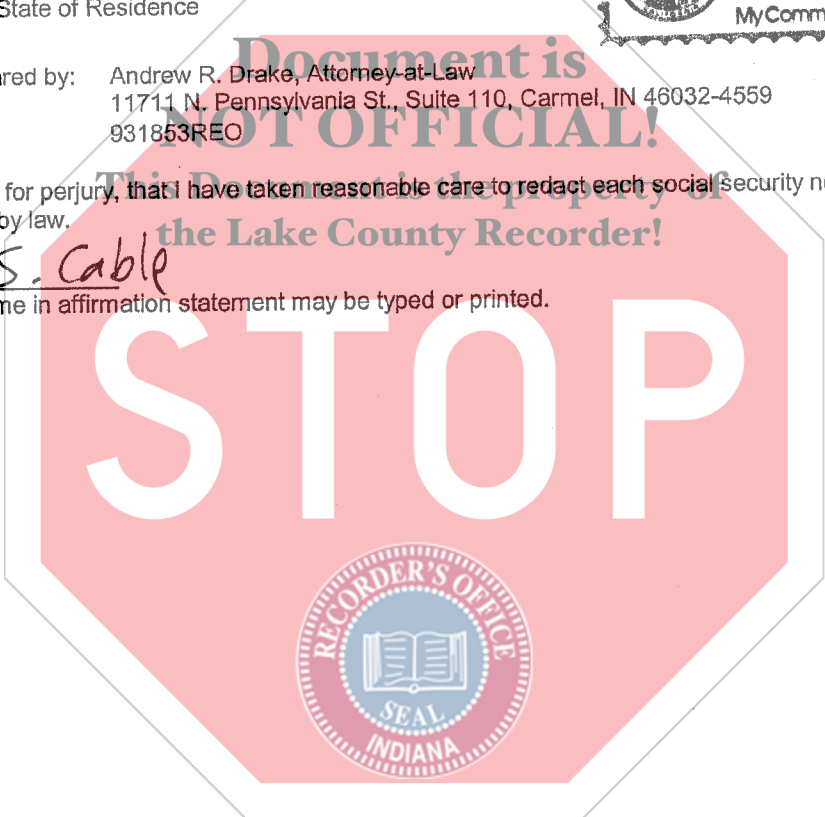 State of Residence
MyComm
Document is
ared by: Andrew R. Drake, Attorney-at-Law
11711 N. Pennsylvania St., Suite 110, Carmel, IN 46032-4559
NOT OFFICIAL!
931853REO
This Document is the property of
for perjury, that I have taken reasonable care to redact each social security n
by law.
the Lake County Recorder!
S. Cable
me in affirmation statement may be typed or printed.
STOP
RECORDER'S OFFICE
SEAL
INDIANA